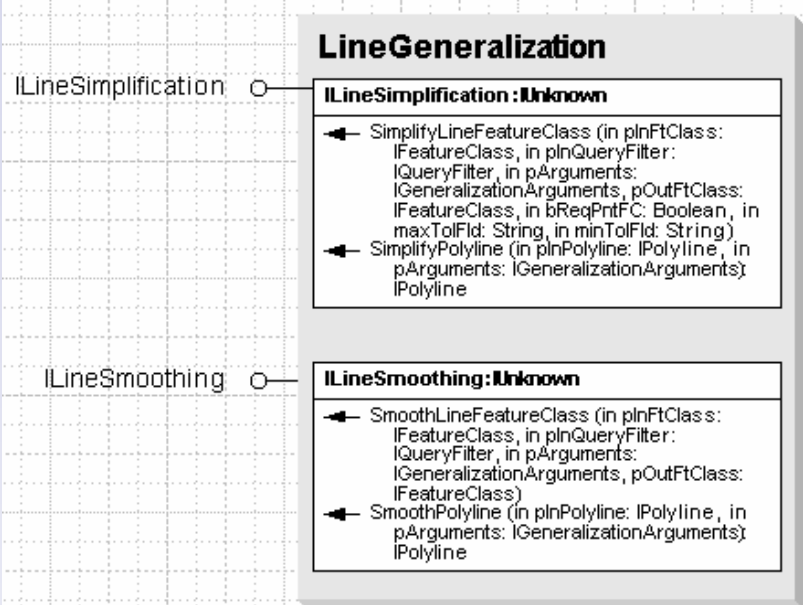 LineGeneralization
ILineSimplification
ILineSimplification:IUnknown
SimplifyLineFeatureClass (in pInFtClass:
IFeatureClass, in pInQueryFilter:
IQueryFilter, in pArguments:
IGeneralizationArguments, pOutFtClass:
IFeatureClass, in bReqPntFC: Boolean, in
maxTolFld: String, in minTolFld: String)
SimplifyPolyline (in pInPolyline: IPolyline, in
pArguments: IGeneralizationArguments):
IPolyline
ILineSmoothing
ILineSmoothing:IUnknown
SmoothLineFeatureClass (in pInFtClass:
IFeatureClass, in pInQueryFilter:
IQueryFilter, in pArguments:
IGeneralizationArguments, pOutFtClass:
IFeatureClass)
SmoothPolyline (in pInPolyline: IPolyline, in
pArguments: IGeneralizationArguments):
IPolyline